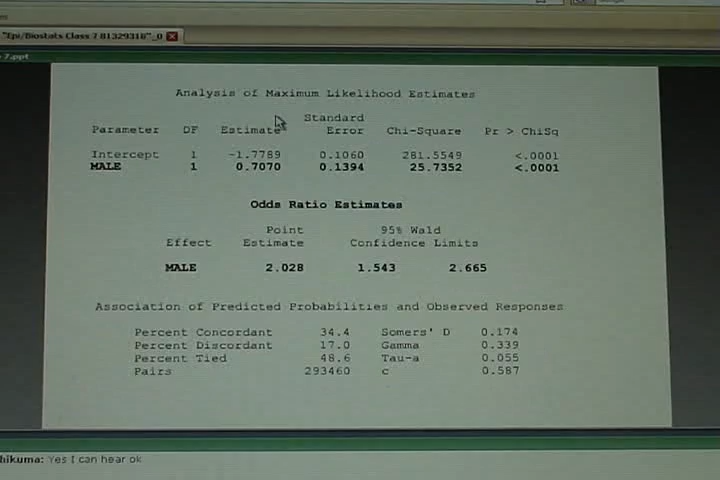 "Epi/Biostats Class 7 81329316"_0
7.ppt
Analysis of Maximum Likelihood Estimates
Standard
Parameter DF Estimate Error Chi-Square Pr > ChiSq
Intercept 1 -1.7789 0.1060 281.5549 <.0001
MALE 1 0.7070 0.1394 25.7352 <.0001
Odds Ratio Estimates
Point 95% Wald
Effect Estimate Confidence Limits
MALE 2.028 1.543 2.665
Association of Predicted Probabilities and Observed Responses
Percent Concordant 34.4 Somers' D 0.174
Percent Discordant 17.0 Gamma 0.339
Percent Tied 48.6 Tau-a 0.055
Pairs 293460 c 0.587
hikuma: Yes I can hear ok